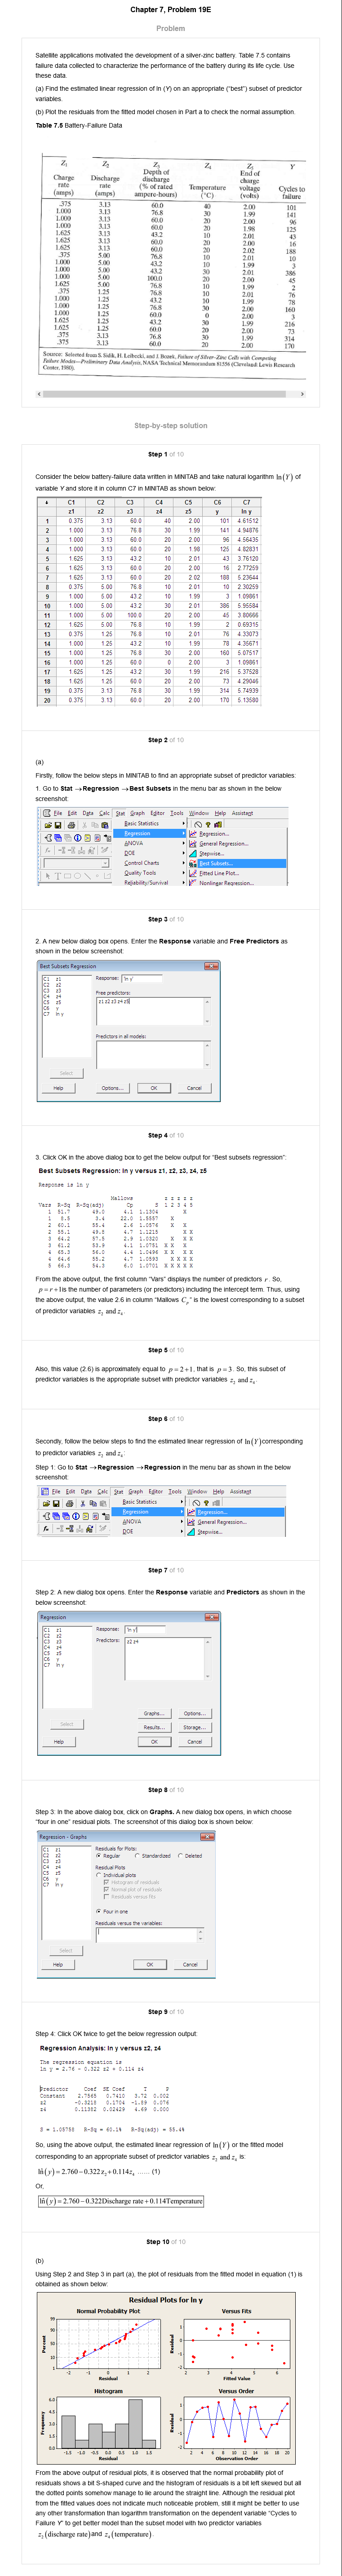 Chapter 7, Problem 19E
Problem
Satellite applications motivated the development of a silver-zinc battery. Table 7.5 contains
failure data collected to characterize the performance of the battery during its life cycle. Use
these data.
(a) Find the estimated linear regression of ln (Y) on an appropriate ("best") subset of predictor
variables.
(b) Plot the residuals from the fitted model chosen in Part a to check the normal assumption.
Table 7.5 Battery-Failure Data
Z1 Z2 Z3 Z4 Z5 Y
Charge rate (amps) Discharge rate (amps) Depth of discharge (% of rated ampere-hours) Temperature (°C) End of charge voltage (volts) Cycles to failure
.375 3.13 60.0 40 2.00 101
1.000 3.13 76.8 30 1.99 141
1.000 3.13 60.0 20 2.00 96
1.000 3.13 60.0 20 1.98 125
1.625 3.13 43.2 10 2.01 43
1.625 3.13 60.0 20 2.00 16
1.625 3.13 60.0 20 2.02 188
.375 5.00 76.8 10 2.01 10
1.000 5.00 43.2 10 1.99 3
1.000 5.00 43.2 30 2.01 386
1.000 5.00 100.0 20 2.00 45
1.625 5.00 76.8 10 1.99 2
.375 1.25 76.8 10 2.01 76
1.000 1.25 43.2 10 1.99 78
1.000 1.25 76.8 30 2.00 160
1.000 1.25 60.0 0 2.00 3
1.625 1.25 43.2 30 1.99 216
1.625 1.25 60.0 20 2.00 73
.375 3.13 76.8 30 1.99 314
.375 3.13 60.0 20 2.00 170
SOURCE: Selected from S. Sidik, H. Leibecki, and J. Bozek, Failure of Silver-Zinc Cells with Competing
Failure Modes—Preliminary Data Analysis, NASA Technical Memorandum 81556 (Cleveland: Lewis Research
Center, 1980).
Step-by-step solution
Step 1 of 10
Consider the below battery-failure data written in MINITAB and take natural logarithm ln(Y) of
variable Y and store it in column C7 in MINITAB as shown below:
C1 C2 C3 C4 C5 C6 C7
z1 z2 z3 z4 z5 y ln y
1 0.375 3.13 60.0 40 2.00 101 4.61512
2 1.000 3.13 76.8 30 1.99 141 4.94876
3 1.000 3.13 60.0 20 2.00 96 4.56435
4 1.000 3.13 60.0 20 1.98 125 4.82831
5 1.625 3.13 43.2 10 2.01 43 3.76120
6 1.625 3.13 60.0 20 2.00 16 2.77259
7 1.625 3.13 60.0 20 2.02 188 5.23644
8 0.375 5.00 76.8 10 2.01 10 2.30259
9 1.000 5.00 43.2 10 1.99 3 1.09861
10 1.000 5.00 43.2 30 2.01 386 5.95584
11 1.000 5.00 100.0 20 2.00 45 3.80666
12 1.625 5.00 76.8 10 1.99 2 0.69315
13 0.375 1.25 76.8 10 2.01 76 4.33073
14 1.000 1.25 43.2 10 1.99 78 4.35671
15 1.000 1.25 76.8 30 2.00 160 5.07517
16 1.000 1.25 60.0 0 2.00 3 1.09861
17 1.625 1.25 43.2 30 1.99 216 5.37528
18 1.625 1.25 60.0 20 2.00 73 4.29046
19 0.375 3.13 76.8 30 1.99 314 5.74939
20 0.375 3.13 60.0 20 2.00 170 5.13580
Step 2 of 10
(a)
Firstly, follow the below steps in MINITAB to find an appropriate subset of predictor variables:
1. Go to Stat → Regression → Best Subsets in the menu bar as shown in the below
screenshot:
File Edit Data Calc Stat Graph Editor Tools Window Help Assistant
Basic Statistics
Regression Regression...
ANOVA General Regression...
DOE Stepwise...
Control Charts Best Subsets...
Quality Tools Fitted Line Plot...
Reliability/Survival Nonlinear Regression...
Step 3 of 10
2. A new below dialog box opens. Enter the Response variable and Free Predictors as
shown in the below screenshot:
Best Subsets Regression
C1 z1
C2 z2
C3 z3
C4 z4
C5 z5
C6 y
C7 ln y
Response: 'ln y'
Free predictors:
z1 z2 z3 z4 z5
Predictors in all models:
Select
Help Options... OK Cancel
Step 4 of 10
3. Click OK in the above dialog box to get the below output for "Best subsets regression".
Best Subsets Regression: ln y versus z1, z2, z3, z4, z5
Response is ln y
Mallows z z z z z
Vars R-Sq R-Sq(adj) Cp S 1 2 3 4 5
1 51.7 49.0 4.1 1.1304 X
1 8.5 3.4 22.0 1.5557 X
2 60.1 55.4 2.6 1.0576 X X
2 55.1 49.8 4.7 1.1215 X X
3 64.2 57.5 2.9 1.0320 X X X
3 61.2 53.9 4.1 1.0751 X X X
4 65.3 56.0 4.4 1.0496 X X X X
4 64.6 55.2 4.7 1.0593 X X X X
5 66.3 54.3 6.0 1.0701 X X X X X
From the above output, the first column "Vars" displays the number of predictors r. So,
p = r + 1 is the number of parameters (or predictors) including the intercept term. Thus, using
the above output, the value 2.6 in column "Mallows Cp" is the lowest corresponding to a subset
of predictor variables z2 and z4.
Step 5 of 10
Also, this value (2.6) is approximately equal to p = 2+1, that is p = 3. So, this subset of
predictor variables is the appropriate subset with predictor variables z2 and z4.
Step 6 of 10
Secondly, follow the below steps to find the estimated linear regression of ln(Y) corresponding
to predictor variables z2 and z4:
Step 1: Go to Stat → Regression → Regression in the menu bar as shown in the below
screenshot:
File Edit Data Calc Stat Graph Editor Tools Window Help Assistant
Basic Statistics
Regression Regression...
ANOVA General Regression...
DOE Stepwise...
Step 7 of 10
Step 2: A new dialog box opens. Enter the Response variable and Predictors as shown in the
below screenshot:
Regression
C1 z1
C2 z2
C3 z3
C4 z4
C5 z5
C6 y
C7 ln y
Response: 'ln y'
Predictors: z2 z4
Graphs... Options...
Select Results... Storage...
Help OK Cancel
Step 8 of 10
Step 3: In the above dialog box, click on Graphs. A new dialog box opens, in which choose
"four in one" residual plots. The screenshot of this dialog box is shown below:
Regression - Graphs
C1 z1
C2 z2
C3 z3
C4 z4
C5 z5
C6 y
C7 ln y
Residuals for Plots:
Regular Standardized Deleted
Residual Plots
Individual plots
Histogram of residuals
Normal plot of residuals
Residuals versus fits
Four in one
Residuals versus the variables:
Select
Help OK Cancel
Step 9 of 10
Step 4: Click OK twice to get the below regression output:
Regression Analysis: ln y versus z2, z4
The regression equation is
ln y = 2.76 - 0.322 z2 + 0.114 z4
Predictor Coef SE Coef T P
Constant 2.7565 0.7410 3.72 0.002
z2 -0.3218 0.1704 -1.89 0.076
z4 0.11382 0.02429 4.69 0.000
S = 1.05755 R-Sq = 60.1% R-Sq(adj) = 55.4%
So, using the above output, the estimated linear regression of ln(Y) or the fitted model
corresponding to an appropriate subset of predictor variables z2 and z4 is:
ln(y) = 2.760 − 0.322z2 + 0.114z4 ...... (1)
Or,
ln(y) = 2.760 − 0.322Discharge rate + 0.114Temperature
Step 10 of 10
(b)
Using Step 2 and Step 3 in part (a), the plot of residuals from the fitted model in equation (1) is
obtained as shown below:
Residual Plots for ln y
Normal Probability Plot Versus Fits
Percent Residual
99 90 50 10 1
-2 -1 0 1 2
Residual
1 0 -1 -2
2 3 4 5 6
Fitted Value
Histogram Versus Order
Frequency Residual
6.0 4.5 3.0 1.5 0.0
-1.5 -1.0 -0.5 0.0 0.5 1.0 1.5
Residual
1 0 -1 -2
2 4 6 8 10 12 14 16 18 20
Observation Order
From the above output of residual plots, it is observed that the normal probability plot of
residuals shows a bit S-shaped curve and the histogram of residuals is a bit left skewed but all
the dotted points somehow manage to lie around the straight line. Although the residual plot
from the fitted values does not indicate much noticeable problem, still it might be better to use
any other transformation than logarithm transformation on the dependent variable "Cycles to
Failure Y" to get better model than the subset model with two predictor variables
z2 (discharge rate) and z4 (temperature).